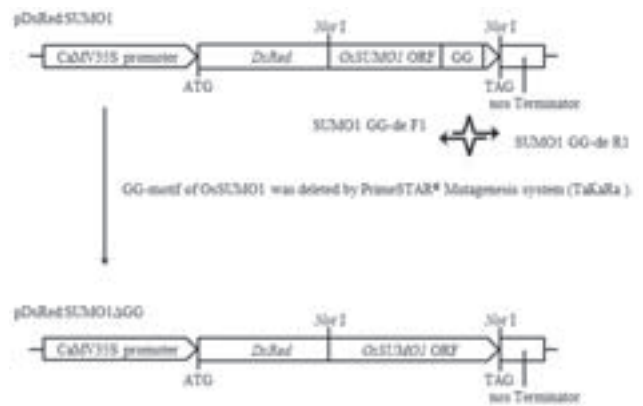 pDsRed:SUMO1
Not I Not I
CaMV35S promoter DsRed OsSUMO1 ORF GG
ATG TAG
nos Terminator
SUMO1 GG-de F1
SUMO1 GG-de R1
GG-motif of OsSUMO1 was deleted by PrimeSTAR® Mutagenesis system (TaKaRa ).
pDsRed:SUMO1ΔGG
Not I Not I
CaMV35S promoter DsRed OsSUMO1 ORF
ATG TAG
nos Terminator